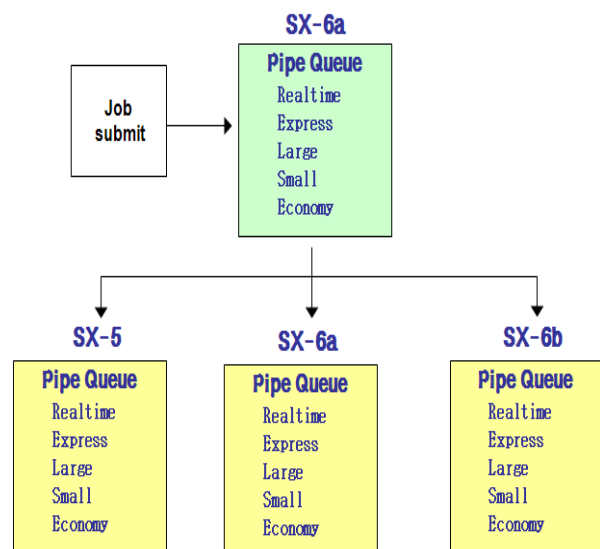 SX-6a
Pipe Queue
Realtime
Express
Large
Small
Economy
Job
submit
SX-5
Pipe Queue
Realtime
Express
Large
Small
Economy
SX-6a
Pipe Queue
Realtime
Express
Large
Small
Economy
SX-6b
Pipe Queue
Realtime
Express
Large
Small
Economy